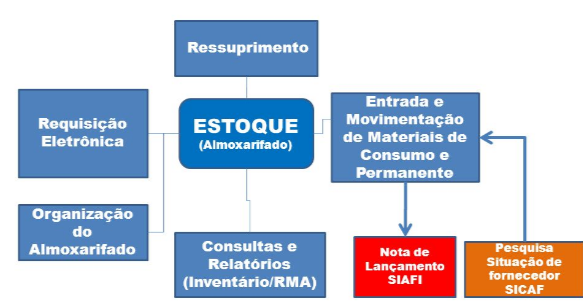 Ressuprimento
Requisição
Eletrônica
ESTOQUE
(Almoxarifado)
Entrada e
Movimentação
de Materiais de
Consumo e
Permanente
Organização
do
Almoxarifado
Consultas e
Relatórios
(Inventário/RMA)
Nota de
Lançamento
SIAFI
Pesquisa
Situação de
fornecedor
SICAF